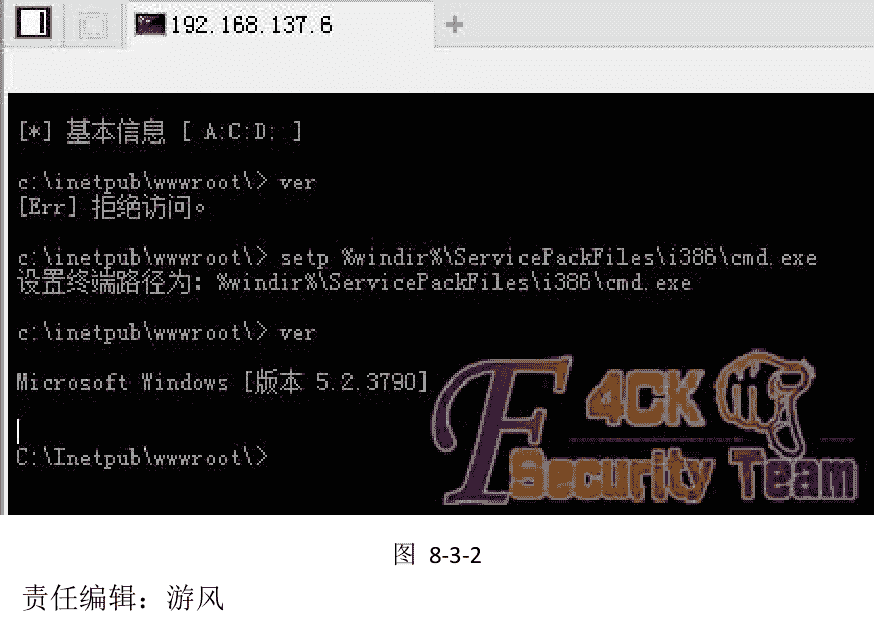 192.168.137.6
[*] 基本信息 [ A:C:D: ]
c:\inetpub\wwwroot\> ver
[Err] 拒绝访问。
c:\inetpub\wwwroot\> setp %windir%\ServicePackFiles\i386\cmd.exe
设置终端路径为: %windir%\ServicePackFiles\i386\cmd.exe
c:\inetpub\wwwroot\> ver
Microsoft Windows [版本 5.2.3790]
C:\Inetpub\wwwroot\>
F4CK
Security Team
图 8-3-2
责任编辑：游风